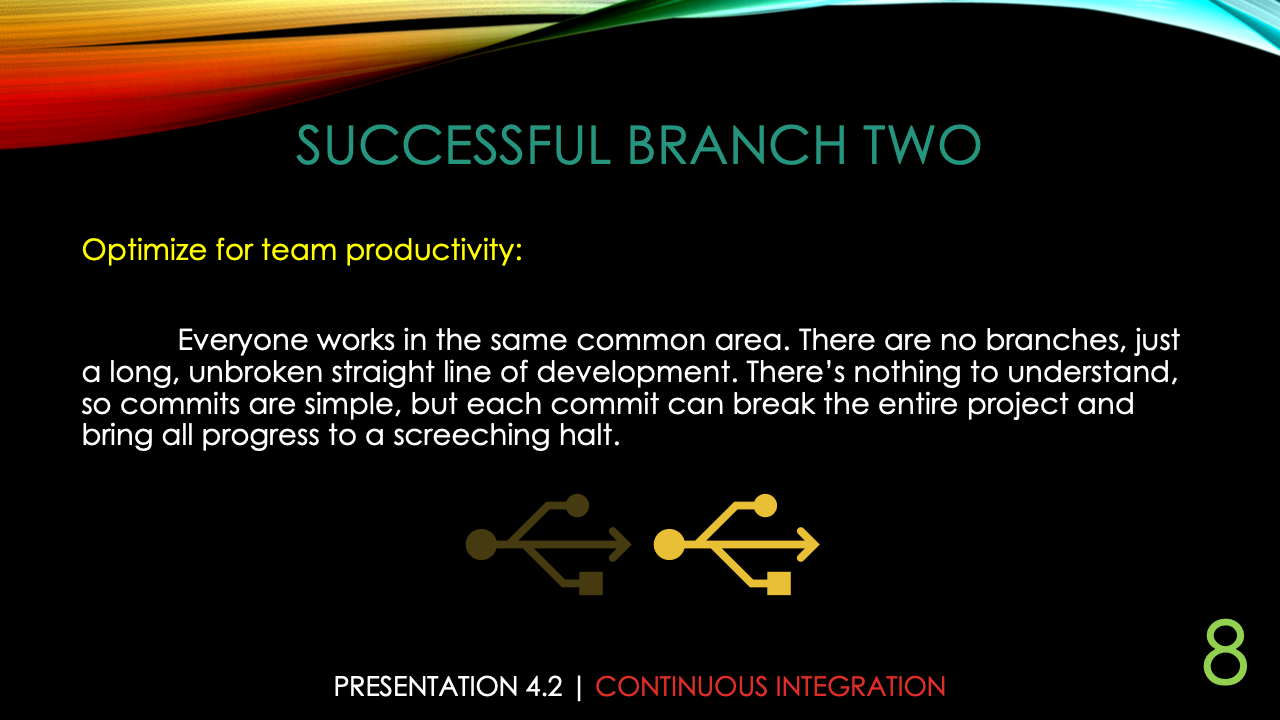 SUCCESSFUL BRANCH TWO
Optimize for team productivity:
Everyone works in the same common area. There are no branches, just
a long, unbroken straight line of development. There’s nothing to understand,
so commits are simple, but each commit can break the entire project and
bring all progress to a screeching halt.
8
PRESENTATION 4.2 | CONTINUOUS INTEGRATION